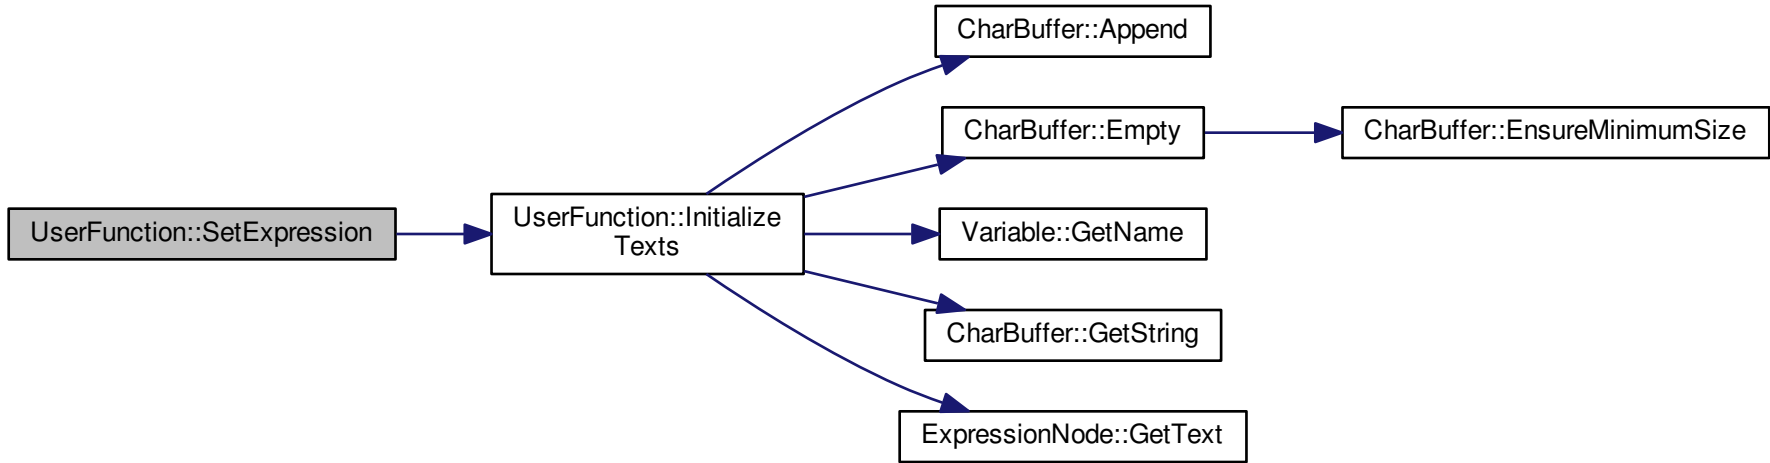 CharBuffer::Append
CharBuffer::Empty
CharBuffer::EnsureMinimumSize
UserFunction::SetExpression
UserFunction::Initialize
Texts
Variable::GetName
CharBuffer::GetString
ExpressionNode::GetText